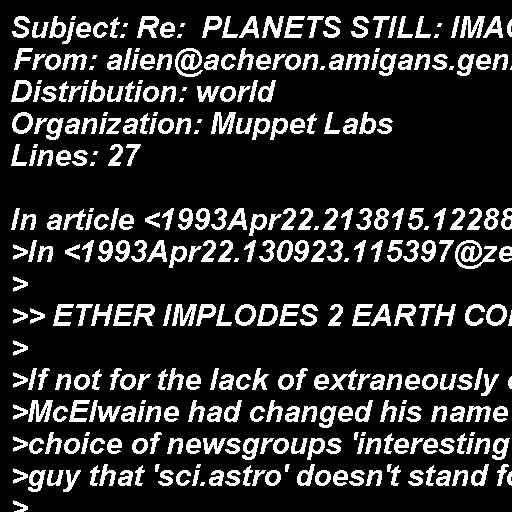 Subject: Re:  PLANETS STILL: IMAG
From: alien@acheron.amigans.gen.
Distribution: world
Organization: Muppet Labs
Lines: 27

In article <1993Apr22.213815.12288
>In <1993Apr22.130923.115397@ze
>
>> ETHER IMPLODES 2 EARTH CO
>
>If not for the lack of extraneously
>McElwaine had changed his name
>choice of newsgroups 'interesting
>guy that 'sci.astro' doesn't stand fo
>